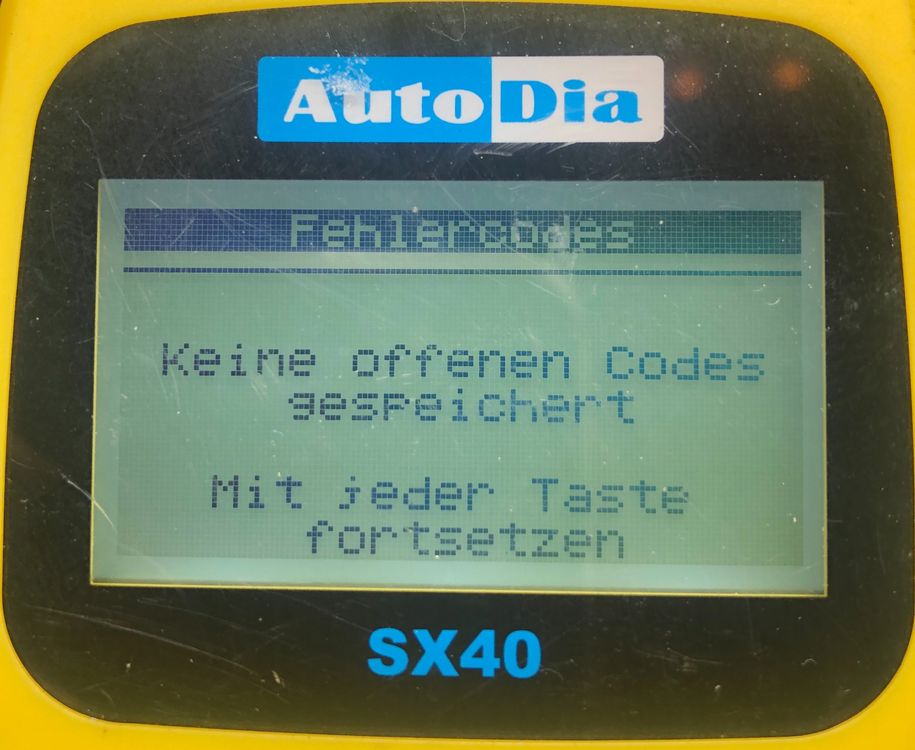 AutoDia
Fehlercodes
Keine offenen Codes
gespeichert
Mit jeder Taste
fortsetzen
SX40